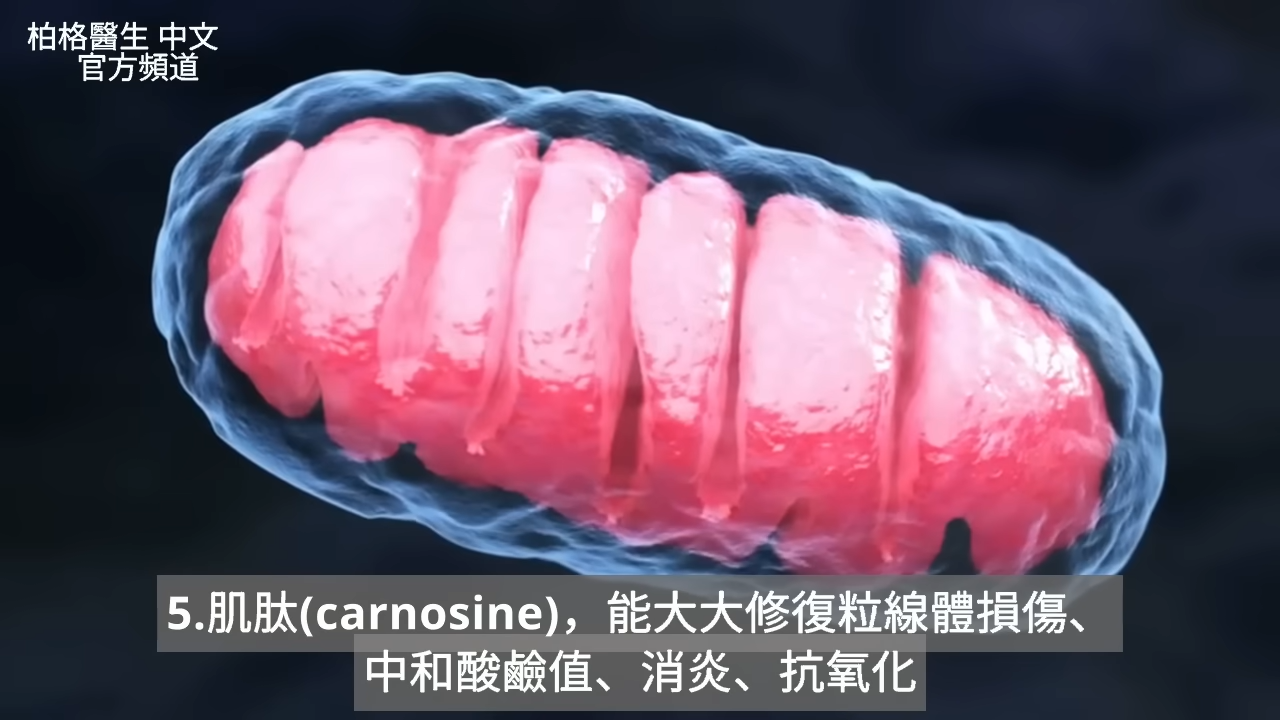 柏格醫生 中文
官方頻道
5.肌肽(carnosine)，能大大修復粒線體損傷、
中和酸鹼值、消炎、抗氧化